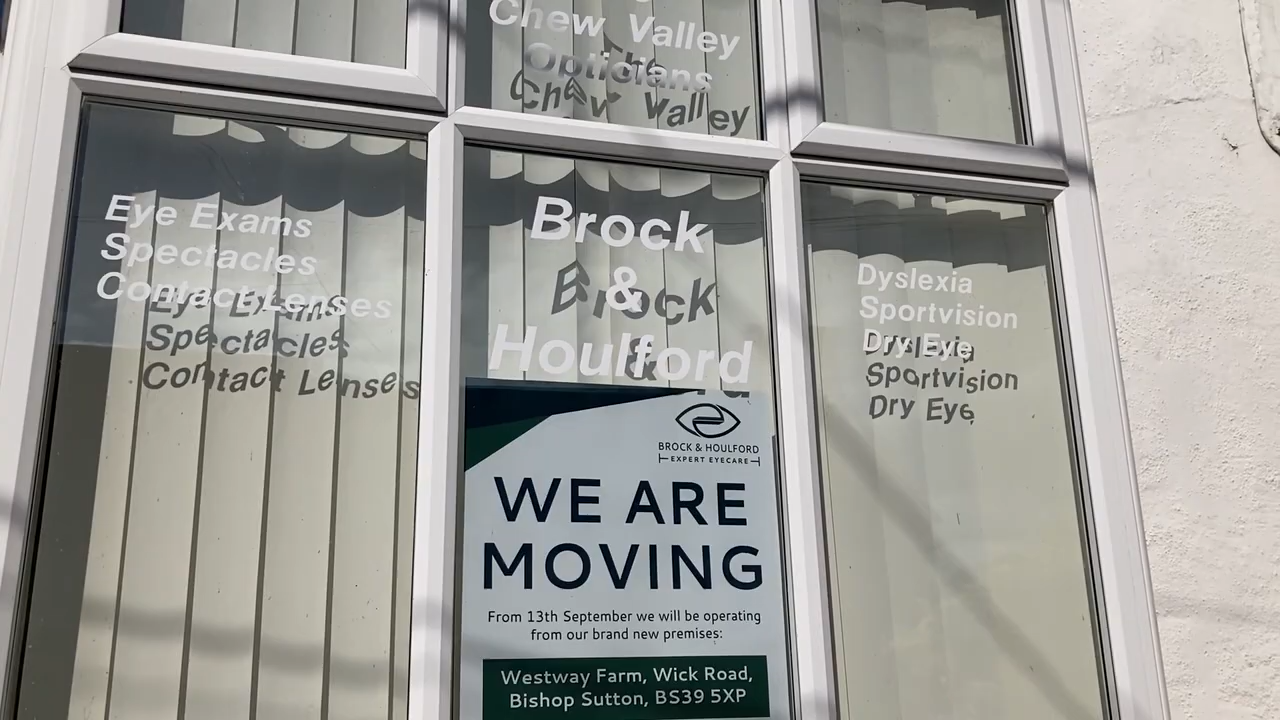 Chew Valley
Opticians
Eye Exams
Spectacles
Contact Lenses
Brock
&
Houlford
Dyslexia
Sportvision
Dry Eye
BROCK & HOULFORD
EXPERT EYECARE
WE ARE
MOVING
From 13th September we will be operating
from our brand new premises:
Westway Farm, Wick Road,
Bishop Sutton, BS39 5XP